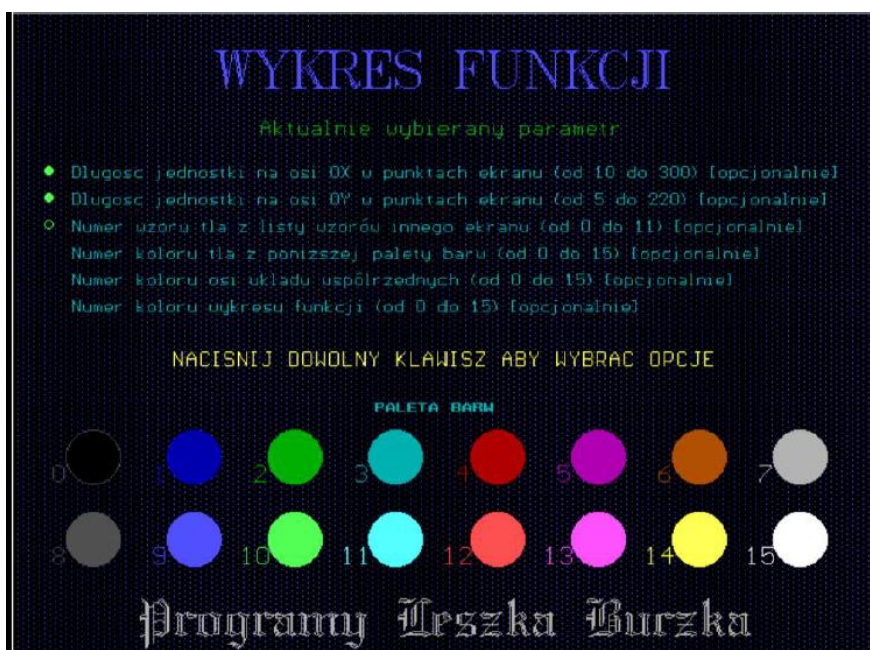 WYKRES FUNKCJI
Aktualnie wybierany parametr
Dlugosc jednostki na osi OX w punktach ekranu (od 10 do 300) [opcjonalnie]
Dlugosc jednostki na osi OY w punktach ekranu (od 5 do 220) [opcjonalnie]
Numer wzoru tla z listy wzorów innego ekranu (od 0 do 11) [opcjonalnie]
Numer koloru tla z ponizszej palety barw (od 0 do 15) [opcjonalnie]
Numer koloru osi ukladu wspólrzednych (od 0 do 15) [opcjonalnie]
Numer koloru wykresu funkcji (od 0 do 15) [opcjonalnie]
NACISNIJ DOWOLNY KLAWISZ ABY WYBRAC OPCJE
PALETA BARW
0 1 2 3 4 5 6 7
8 9 10 11 12 13 14 15
Programy Leszka Buczka